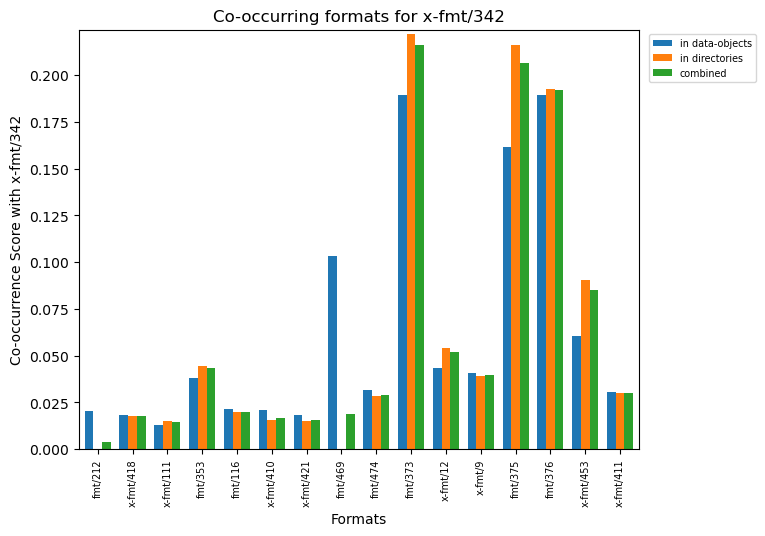 Co-occurring formats for x-fmt/342
in data-objects
in directories
combined
Co-occurrence Score with x-fmt/342
0.200
0.175
0.150
0.125
0.100
0.075
0.050
0.025
0.000
fmt/212
x-fmt/418
x-fmt/111
fmt/353
fmt/116
x-fmt/410
x-fmt/421
fmt/469
fmt/474
fmt/373
x-fmt/12
x-fmt/9
fmt/375
fmt/376
x-fmt/453
x-fmt/411
Formats